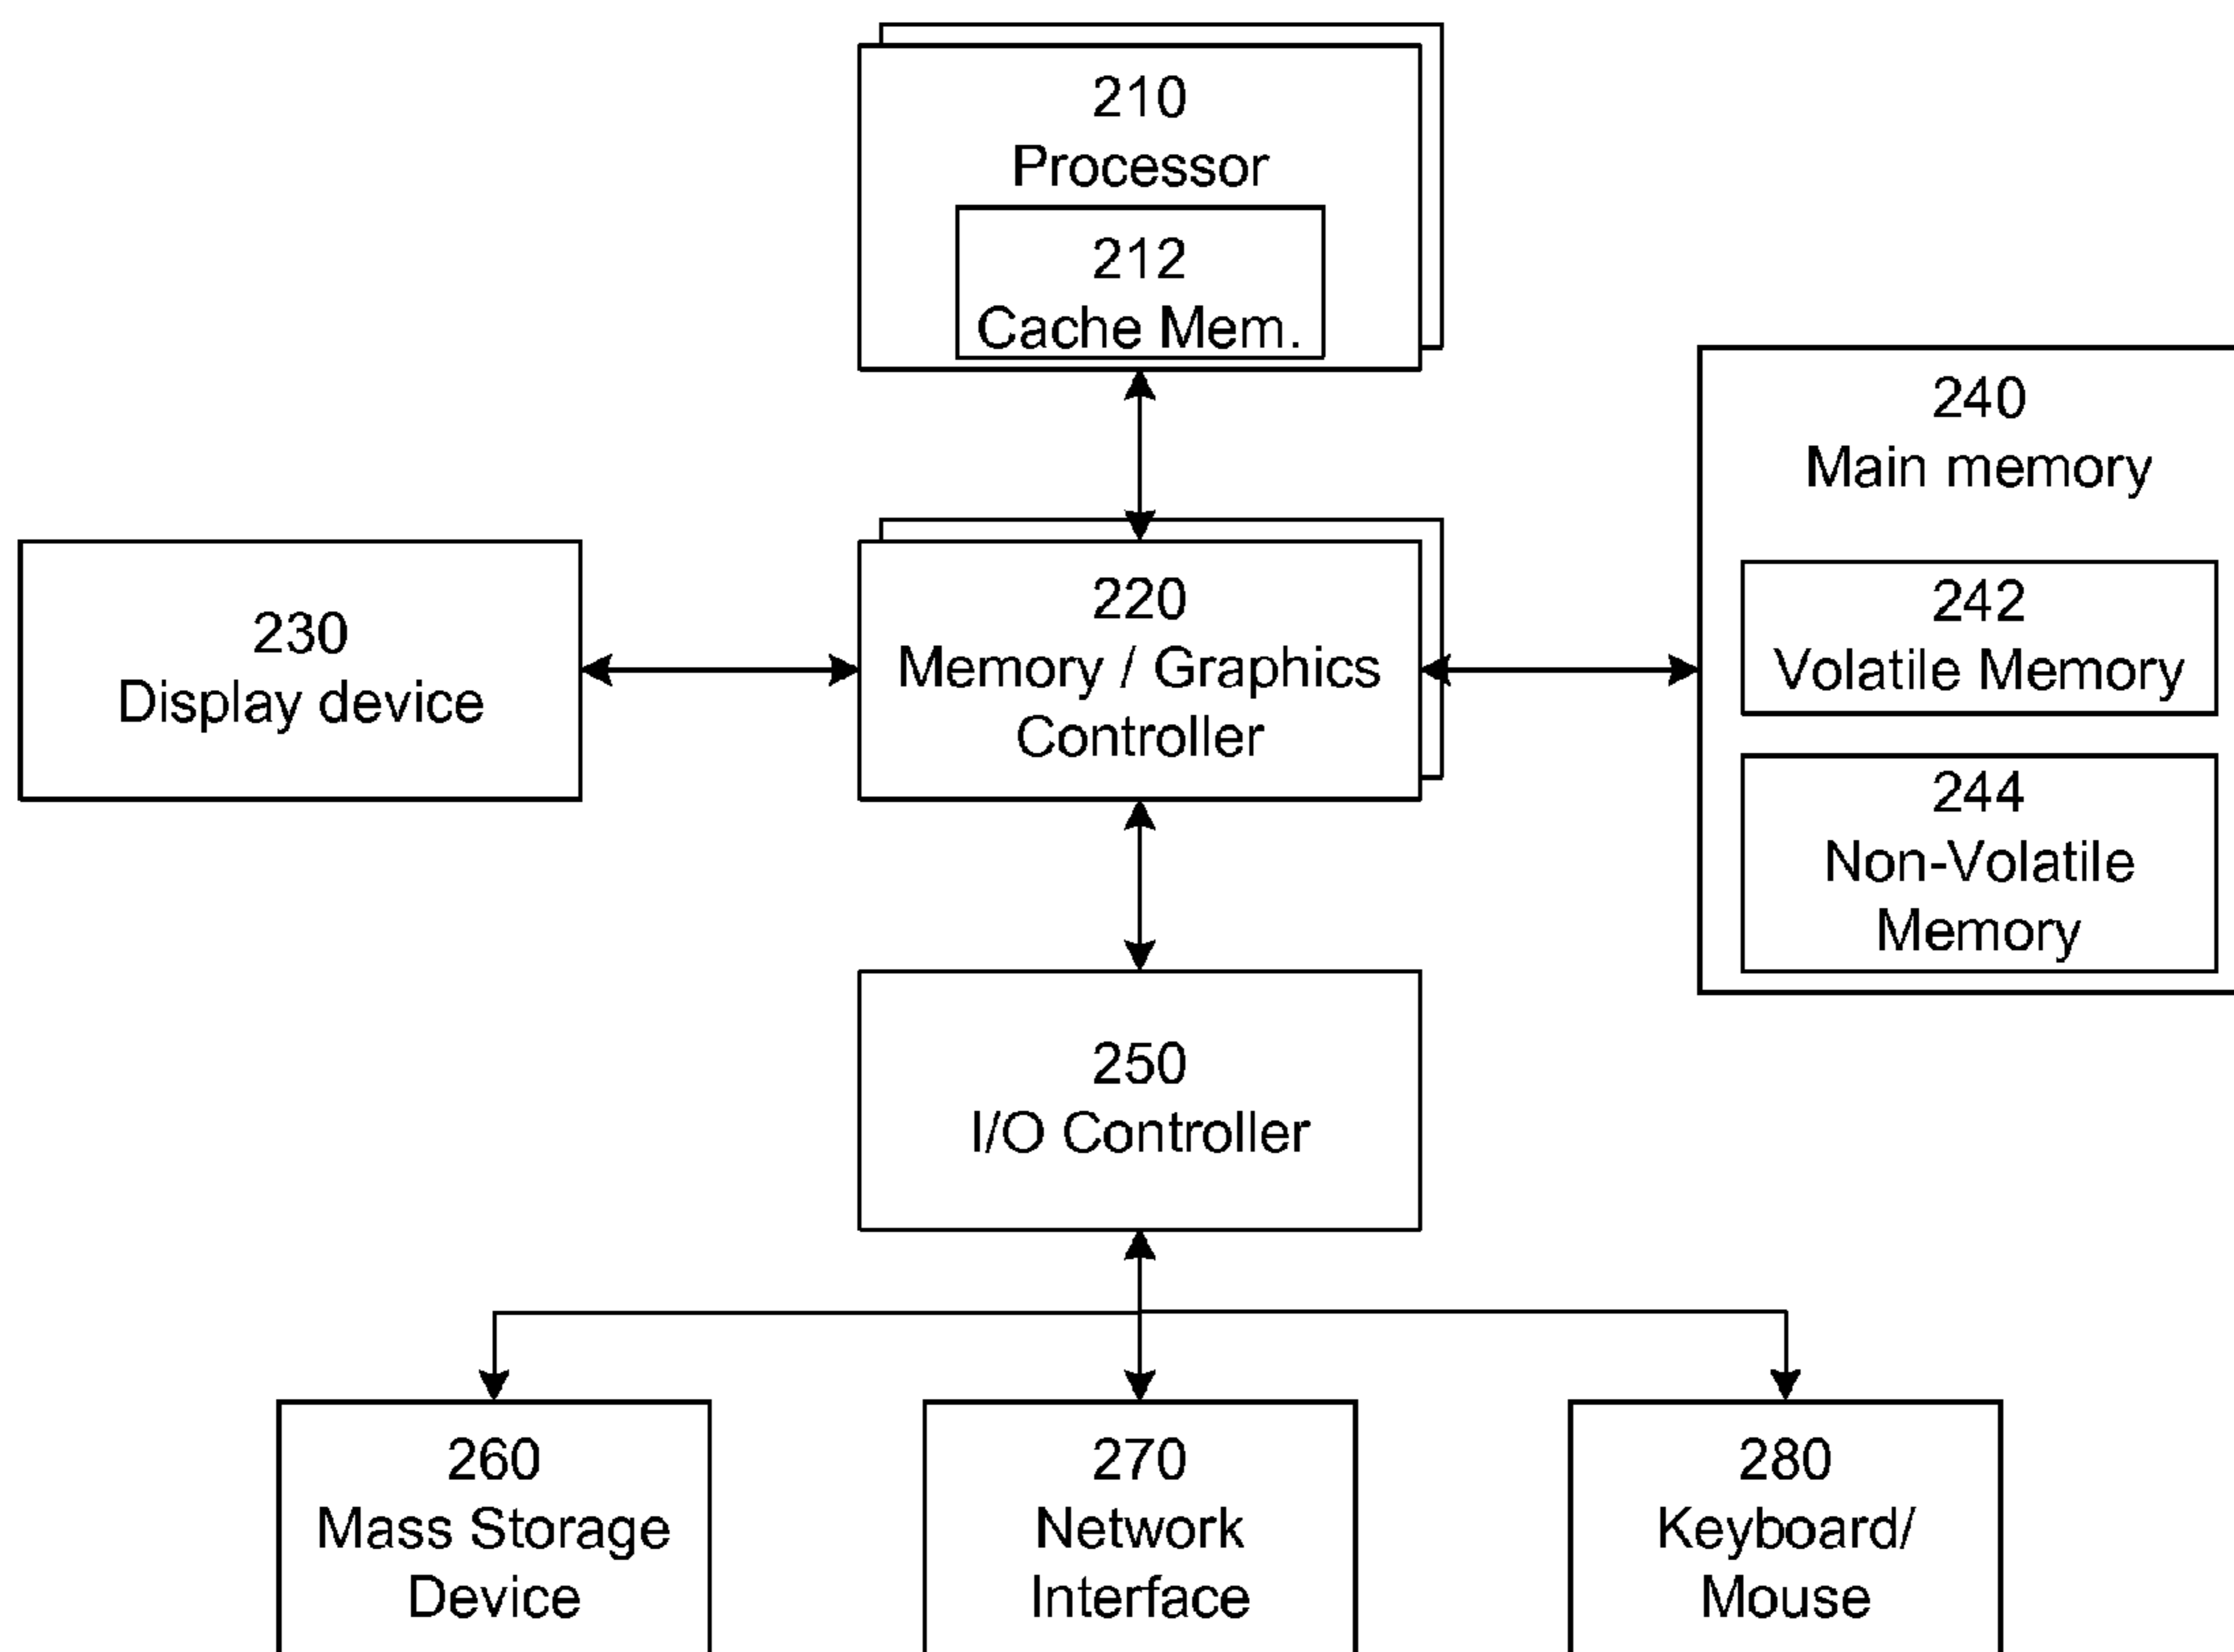 210
Processor
212
Cache Mem.
240
Main memory
230
Display device
220
Memory / Graphics
Controller
242
Volatile Memory
244
Non-Volatile
Memory
250
I/O Controller
260
Mass Storage
Device
270
Network
Interface
280
Keyboard/
Mouse